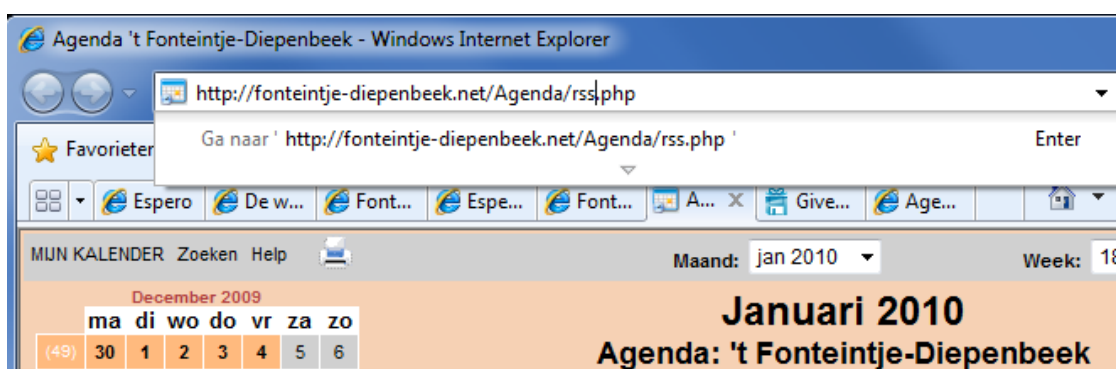 Agenda 't Fonteintje-Diepenbeek - Windows Internet Explorer
http://fonteintje-diepenbeek.net/Agenda/rss.php
Ga naar ' http://fonteintje-diepenbeek.net/Agenda/rss.php ' Enter
Favorieten
Espero De w... Font... Espe... Font... A... Give... Age...
MIJN KALENDER Zoeken Help Maand: jan 2010 Week: 18
December 2009
Januari 2010
ma di wo do vr za zo
(49) 30 1 2 3 4 5 6
Agenda: 't Fonteintje-Diepenbeek